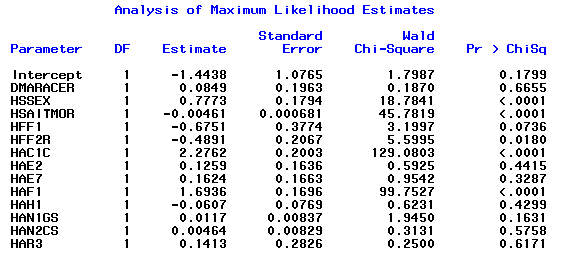 Analysis of Maximum Likelihood Estimates
Standard Wald
Parameter DF Estimate Error Chi-Square Pr > ChiSq
Intercept 1 -1.4438 1.0765 1.7987 0.1799
DMARACER 1 0.0849 0.1963 0.1870 0.6655
HSSEX 1 0.7773 0.1794 18.7841 <.0001
HSAITMOR 1 -0.00461 0.000681 45.7819 <.0001
HFF1 1 -0.6751 0.3774 3.1997 0.0736
HFF2R 1 -0.4891 0.2067 5.5995 0.0180
HAC1C 1 2.2762 0.2003 129.0803 <.0001
HAE2 1 0.1259 0.1636 0.5925 0.4415
HAE7 1 0.1624 0.1663 0.9542 0.3287
HAF1 1 1.6936 0.1696 99.7527 <.0001
HAH1 1 -0.0607 0.0769 0.6231 0.4299
HAN1GS 1 0.0117 0.00837 1.9450 0.1631
HAN2CS 1 0.00464 0.00829 0.3131 0.5758
HAR3 1 0.1413 0.2826 0.2500 0.6171